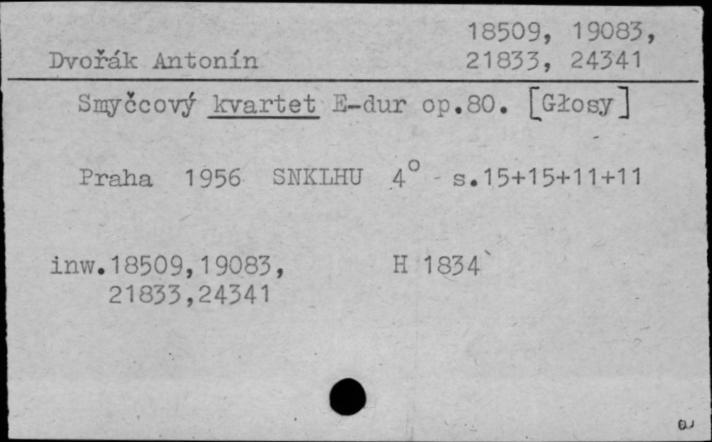 18509, 19083,
Dvořák Antonín 21833, 24341
Smyčcový kvartet E-dur op.80. [Głosy]
Praha 1956 SNKLHU 4° s.15+15+11+11
inw.18509,19083, H 1834
21833,24341